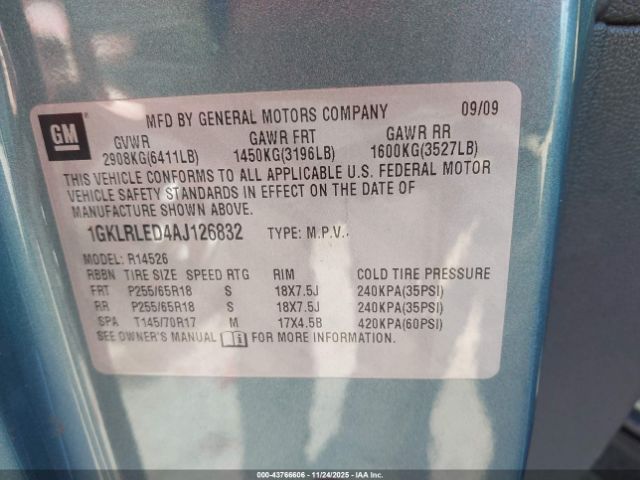 GM
MFD BY GENERAL MOTORS COMPANY 09/09
GVWR GAWR FRT GAWR RR
2908KG(6411LB) 1450KG(3196LB) 1600KG(3527LB)
THIS VEHICLE CONFORMS TO ALL APPLICABLE U.S. FEDERAL MOTOR
VEHICLE SAFETY STANDARDS IN EFFECT ON THE DATE OF
MANUFACTURE SHOWN ABOVE.
1GKLRLED4AJ126832 TYPE: M.P.V.
MODEL: R14526
RBBN TIRE SIZE SPEED RTG RIM COLD TIRE PRESSURE
FRT P255/65R18 S 18X7.5J 240KPA(35PSI)
RR P255/65R18 S 18X7.5J 240KPA(35PSI)
SPA T145/70R17 M 17X4.5B 420KPA(60PSI)
SEE OWNER'S MANUAL FOR MORE INFORMATION.
000-43766606 - 11/24/2025 - IAA Inc.